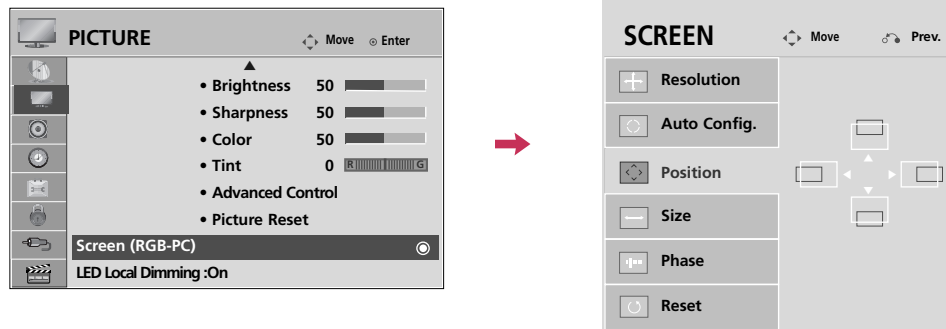 PICTURE
Move
Enter
• Brightness 50
• Sharpness 50
• Color 50
• Tint 0 R G
• Advanced Control
• Picture Reset
Screen (RGB-PC)
LED Local Dimming :On
SCREEN
Move
Prev.
Resolution
Auto Config.
Position
Size
Phase
Reset